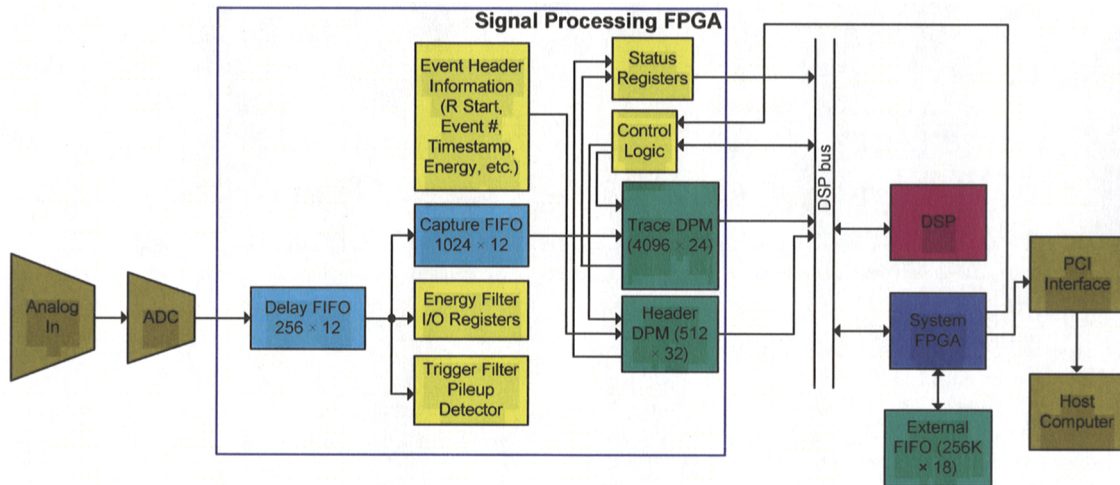 Signal Processing FPGA
Event Header
Information
(R Start,
Event #,
Timestamp,
Energy, etc.)
Status
Registers
Control
Logic
Capture FIFO
1024 × 12
Trace DPM
(4096 × 24)
DSP bus
DSP
Analog
In
ADC
Delay FIFO
256 × 12
Energy Filter
I/O Registers
Header
DPM (512
× 32)
System
FPGA
PCI
Interface
Trigger Filter
Pileup
Detector
External
FIFO (256K
× 18)
Host
Computer